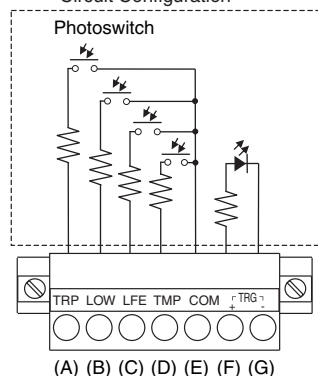 Circuit Configuration
Photoswitch
TRP LOW LFE TMP COM TRG
+ -
(A) (B) (C) (D) (E) (F) (G)